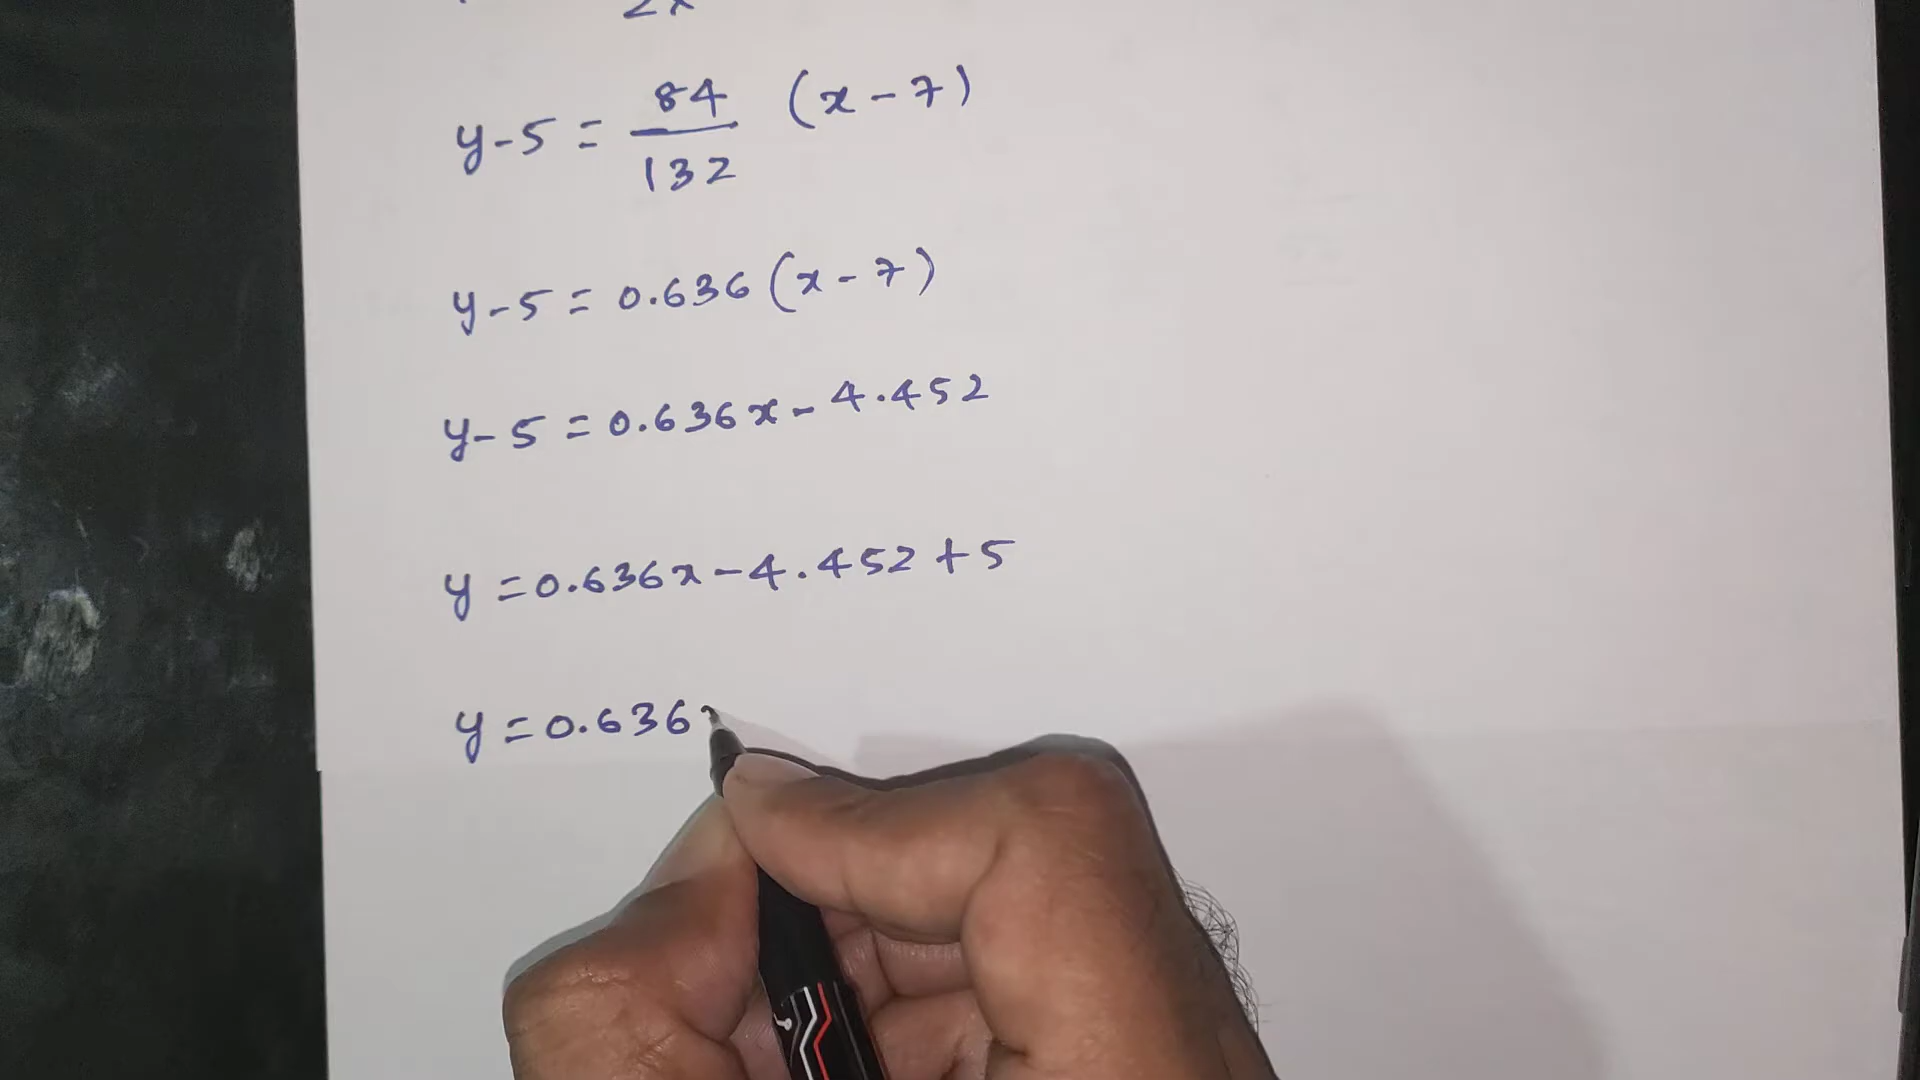 2x
y-5 = 84/132 (x-7)
y-5 = 0.636(x-7)
y-5 = 0.636x-4.452
y = 0.636x-4.452+5
y = 0.636